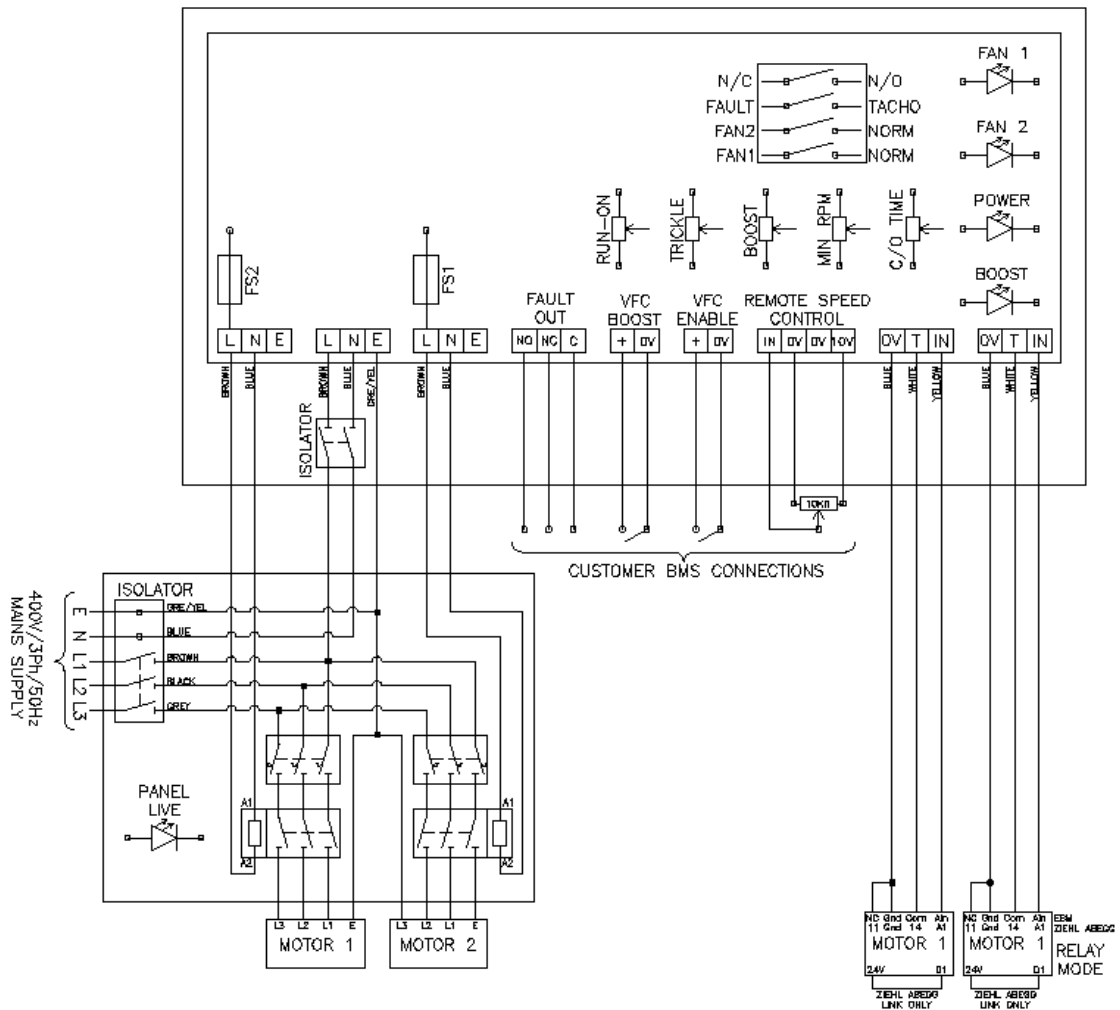 FAN 1
N/C N/O
FAULT TACHO
FAN2 NORM
FAN1 NORM
FAN 2
RUN-ON
TRICKLE
BOOST
MIN RPM
C/O TIME
POWER
BOOST
FS2
FS1
FAULT
OUT
VFC
BOOST
VFC
ENABLE
REMOTE SPEED
CONTROL
L N E
L N E
L N E
NO NC C
+ 0V
+ 0V
IN 0V 0V 10V
0V T IN
0V T IN
BROWN
BLUE
BROWN
BLUE
GRE/YEL
BROWN
BLUE
BLUE
WHITE
YELLOW
BLUE
WHITE
YELLOW
ISOLATOR
10KΩ
CUSTOMER BMS CONNECTIONS
ISOLATOR
400V/3Ph/50Hz
MAINS SUPPLY
E
N
L1
L2
L3
GRE/YEL
BLUE
BROWN
BLACK
GREY
PANEL
LIVE
A1
A2
A1
A2
L3 L2 L1 E
MOTOR 1
L3 L2 L1 E
MOTOR 2
NC Gnd Com Ain
11 Gnd 14 A1
MOTOR 1
24V D1
ZIEHL ABEGG
LINK ONLY
NC Gnd Com Ain EBM
11 Gnd 14 A1 ZIEHL ABEGG
MOTOR 1
24V D1
ZIEHL ABEGG
LINK ONLY
RELAY
MODE